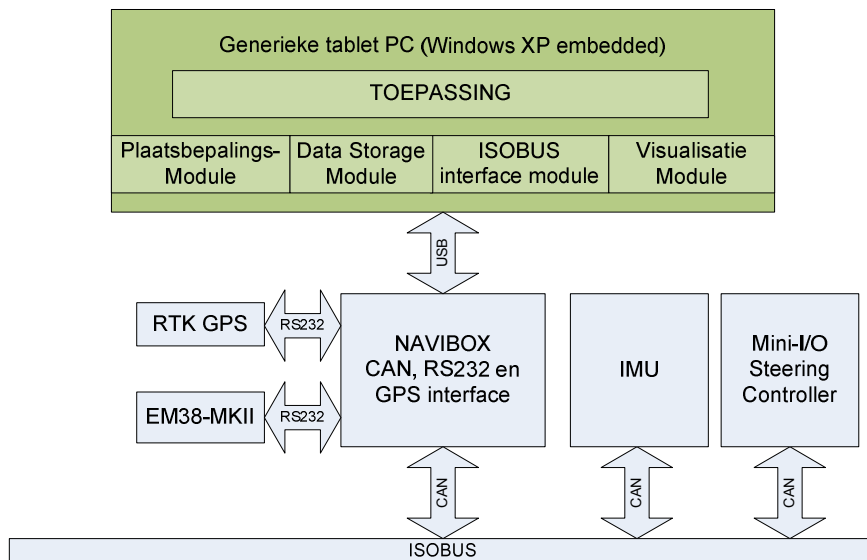 Generieke tablet PC (Windows XP embedded)
TOEPASSING
Plaatsbepalings-
Module
Data Storage
Module
ISOBUS
interface module
Visualisatie
Module
USB
RTK GPS
RS232
EM38-MKII
RS232
NAVIBOX
CAN, RS232 en
GPS interface
IMU
Mini-I/O
Steering
Controller
CAN
CAN
CAN
ISOBUS